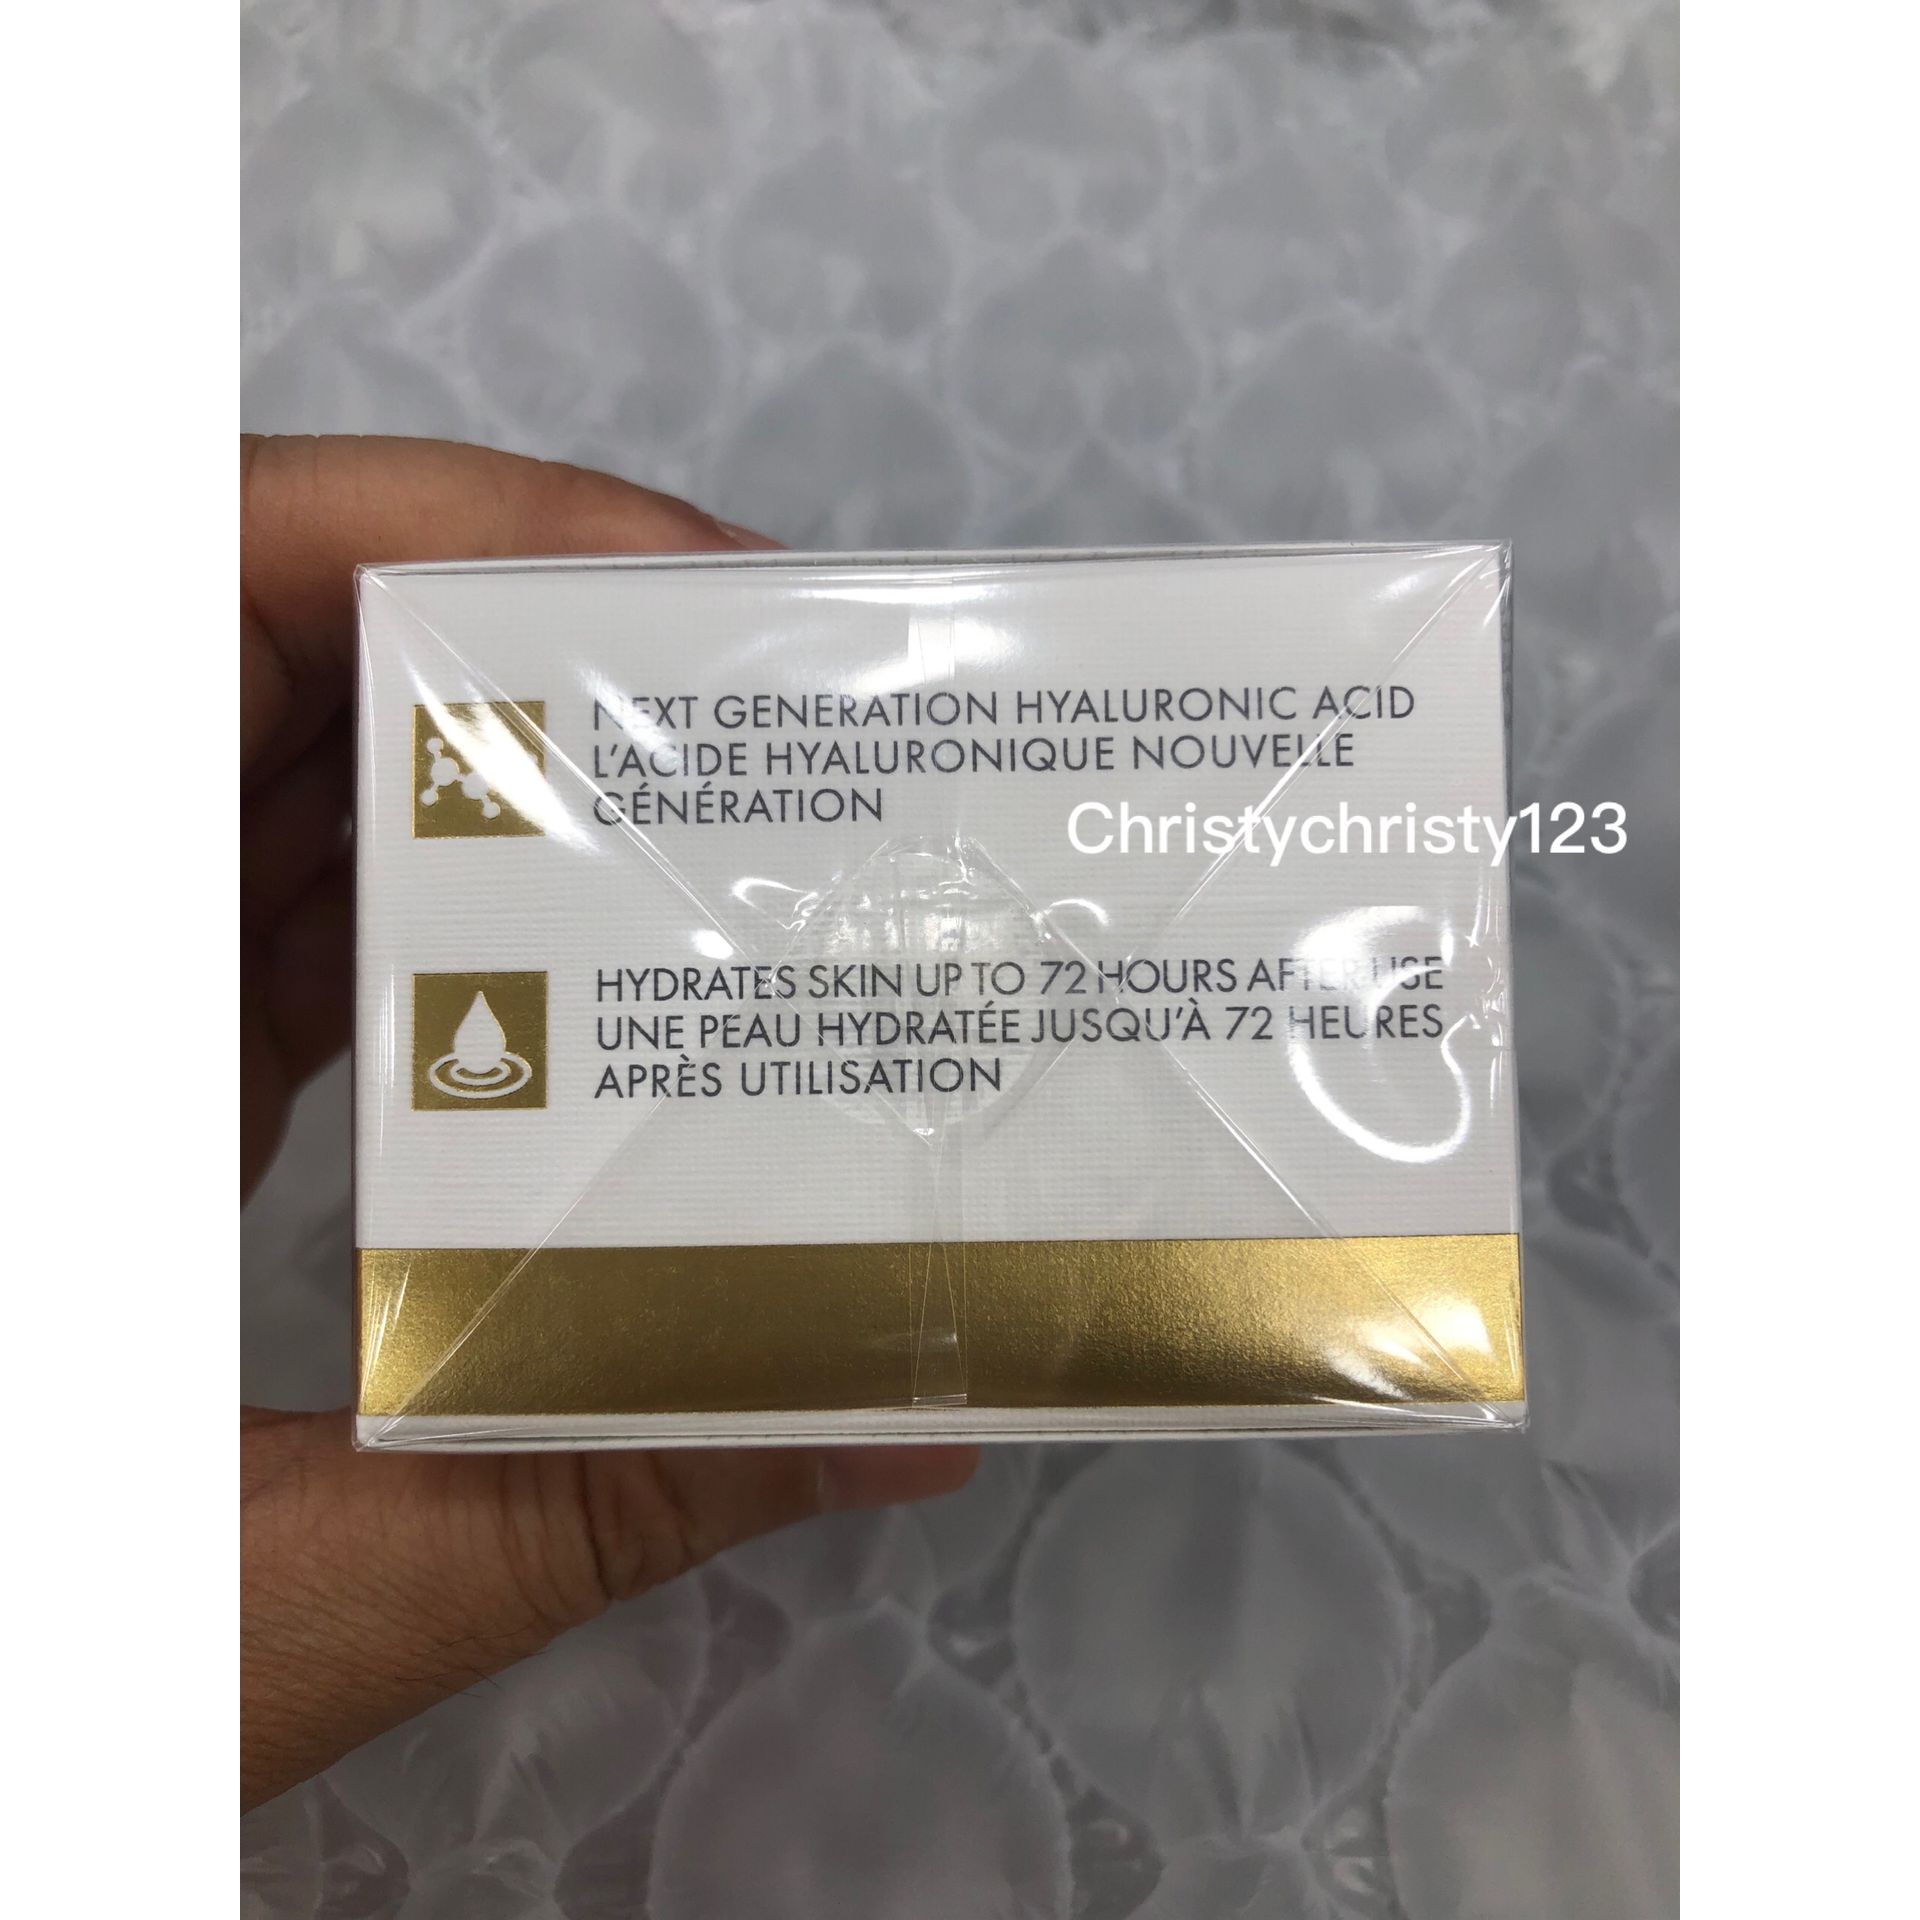 NEXT GENERATION HYALURONIC ACID
L'ACIDE HYALURONIQUE NOUVELLE
GÉNÉRATION
Christychristy123
HYDRATES SKIN UP TO 72 HOURS AFTER USE
UNE PEAU HYDRATÉE JUSQU'À 72 HEURES
APRÈS UTILISATION